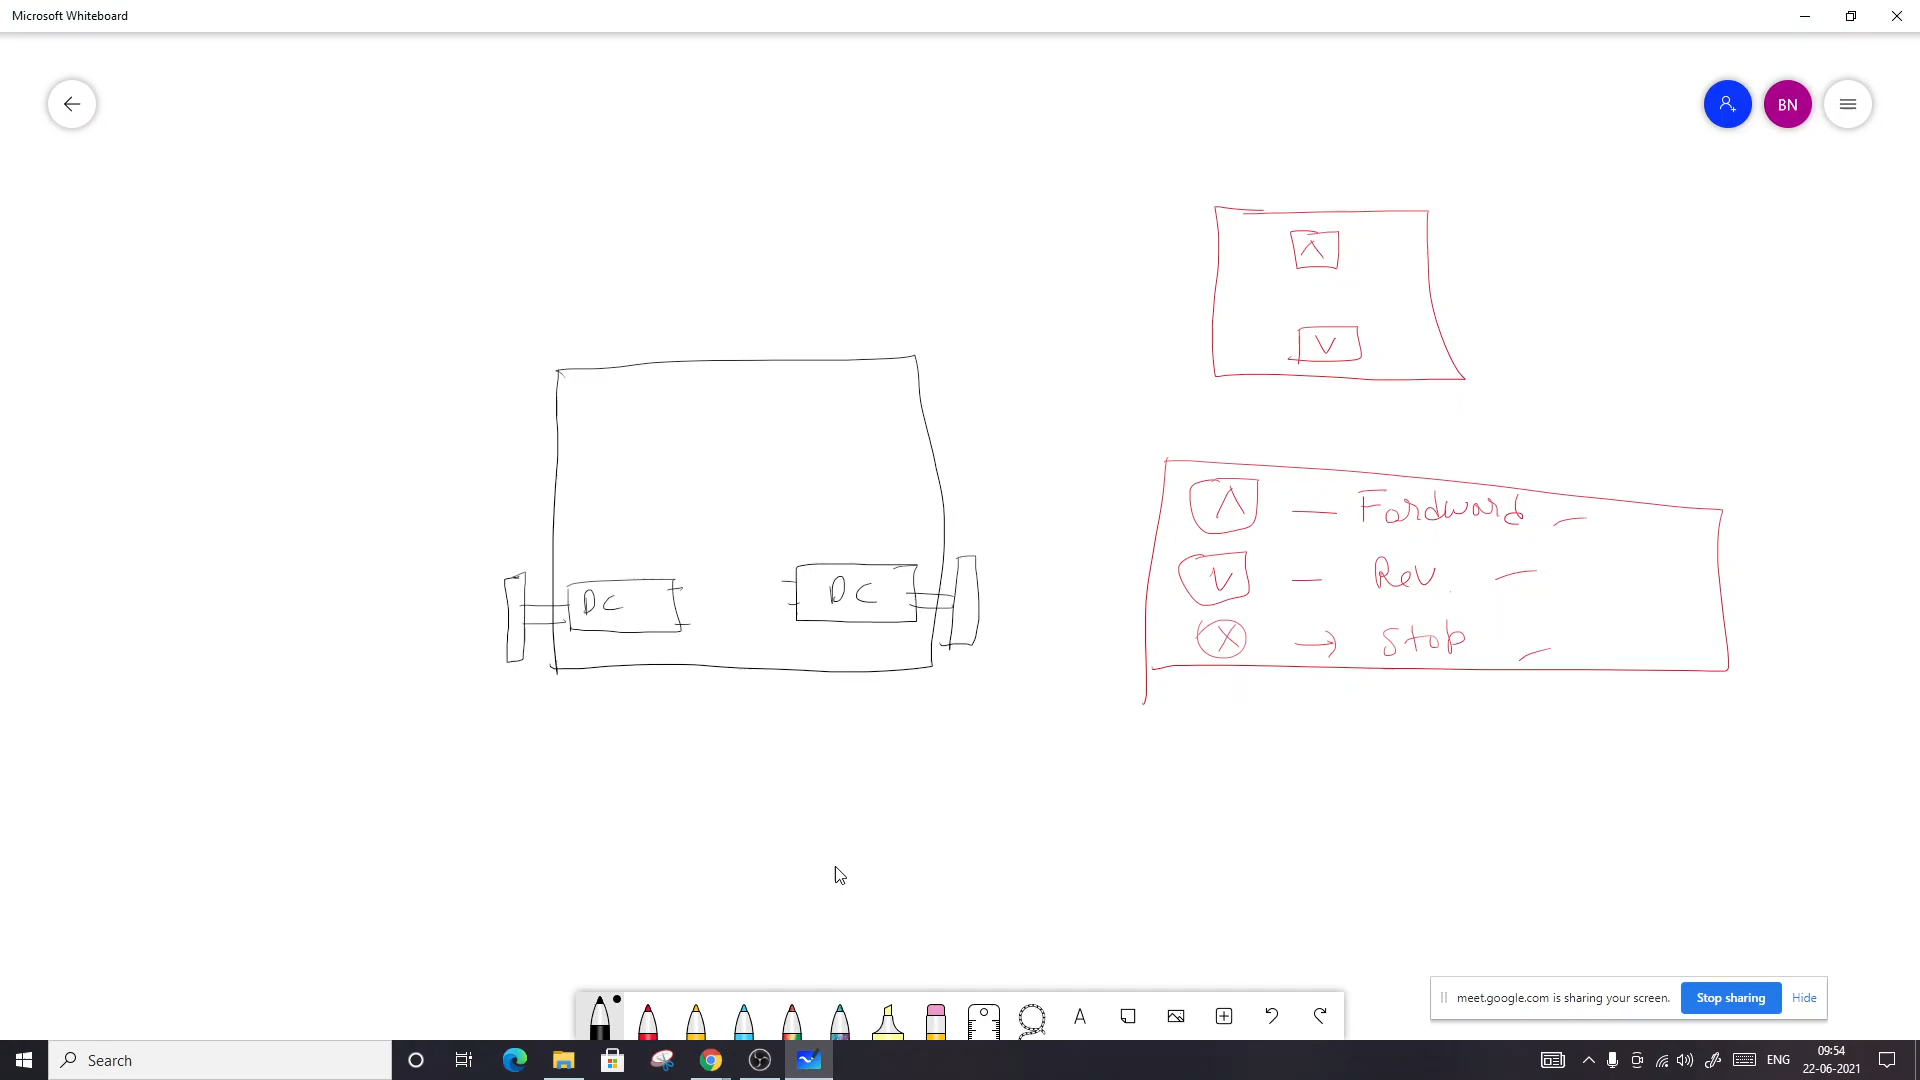 Microsoft Whiteboard
BN
Λ
V
DC
DC
Λ — Fordward –
V — Rev. –
X → Stop –
A
meet.google.com is sharing your screen. Stop sharing Hide
Search
ENG
09:54
22-06-2021